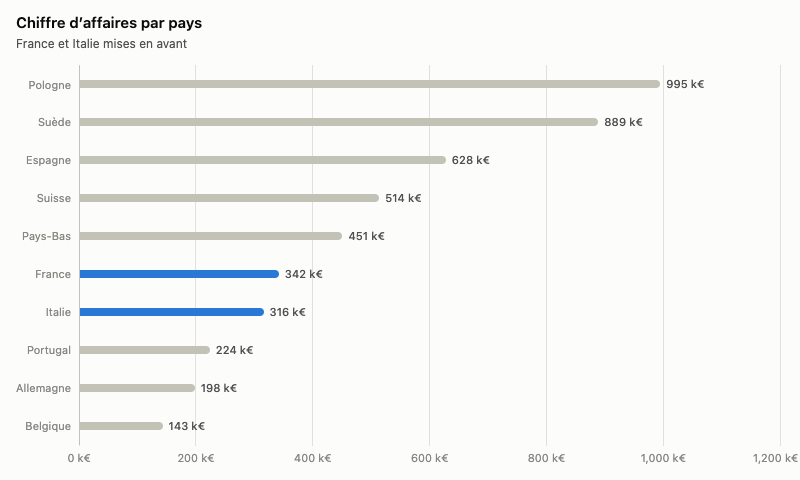 Chiffre d’affaires par pays
France et Italie mises en avant
Pologne 995 k€
Suède 889 k€
Espagne 628 k€
Suisse 514 k€
Pays-Bas 451 k€
France 342 k€
Italie 316 k€
Portugal 224 k€
Allemagne 198 k€
Belgique 143 k€
0 k€ 200 k€ 400 k€ 600 k€ 800 k€ 1,000 k€ 1,200 k€